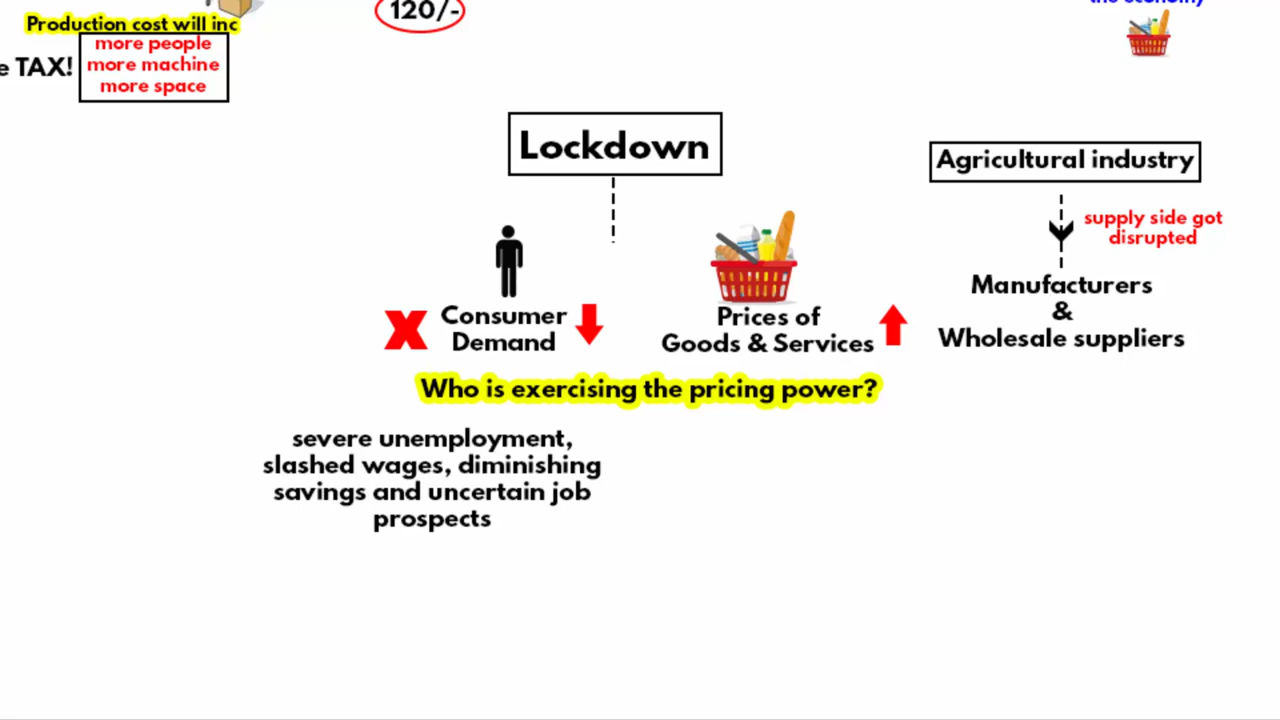 Production cost will inc
e TAX!
more people
more machine
more space
120/-
the economy
Lockdown
Agricultural industry
supply side got
disrupted
Manufacturers
&
Wholesale suppliers
Consumer
Demand
Prices of
Goods & Services
Who is exercising the pricing power?
severe unemployment,
slashed wages, diminishing
savings and uncertain job
prospects